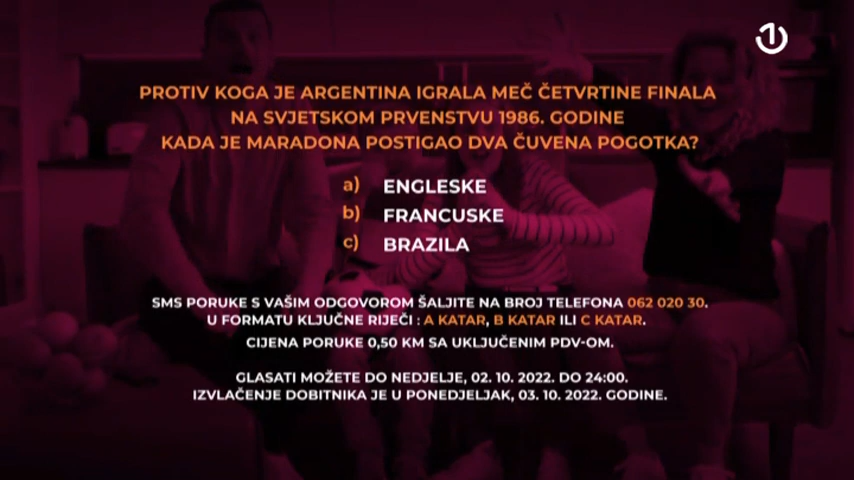 PROTIV KOGA JE ARGENTINA IGRALA MEČ ČETVRTINE FINALA
NA SVJETSKOM PRVENSTVU 1986. GODINE
KADA JE MARADONA POSTIGAO DVA ČUVENA POGOTKA?
a) ENGLESKE
b) FRANCUSKE
c) BRAZILA
SMS PORUKE S VAŠIM ODGOVOROM ŠALJITE NA BROJ TELEFONA 062 020 30.
U FORMATU KLJUČNE RIJEČI : A KATAR, B KATAR ILI C KATAR.
CIJENA PORUKE 0,50 KM SA UKLJUČENIM PDV-OM.
GLASATI MOŽETE DO NEDJELJE, 02. 10. 2022. DO 24:00.
IZVLAČENJE DOBITNIKA JE U PONEDJELJAK, 03. 10. 2022. GODINE.